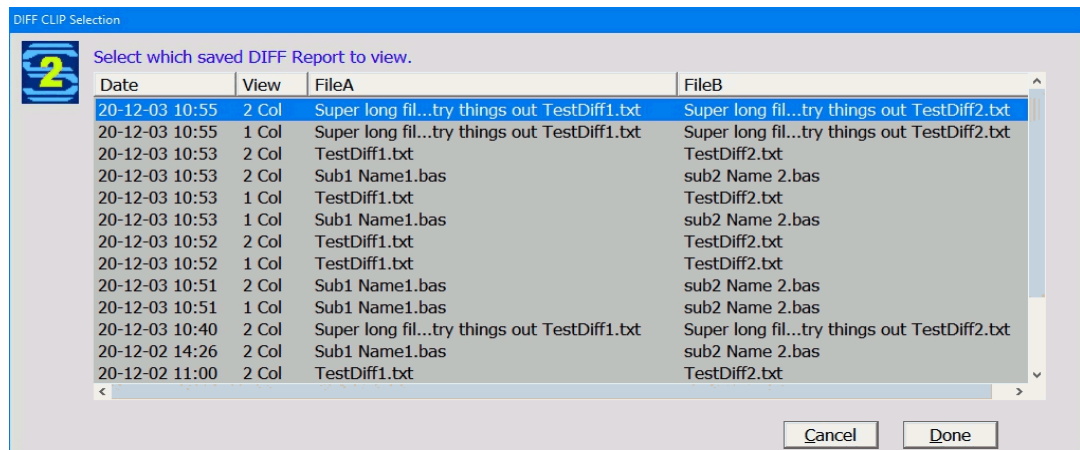 DIFF CLIP Selection
2
Select which saved DIFF Report to view.
Date View FileA FileB
20-12-03 10:55 2 Col Super long fil...try things out TestDiff1.txt Super long fil...try things out TestDiff2.txt
20-12-03 10:55 1 Col Super long fil...try things out TestDiff1.txt Super long fil...try things out TestDiff2.txt
20-12-03 10:53 2 Col TestDiff1.txt TestDiff2.txt
20-12-03 10:53 2 Col Sub1 Name1.bas sub2 Name 2.bas
20-12-03 10:53 1 Col TestDiff1.txt TestDiff2.txt
20-12-03 10:53 1 Col Sub1 Name1.bas sub2 Name 2.bas
20-12-03 10:52 2 Col TestDiff1.txt TestDiff2.txt
20-12-03 10:52 1 Col TestDiff1.txt TestDiff2.txt
20-12-03 10:51 2 Col Sub1 Name1.bas sub2 Name 2.bas
20-12-03 10:51 1 Col Sub1 Name1.bas sub2 Name 2.bas
20-12-03 10:40 2 Col Super long fil...try things out TestDiff1.txt Super long fil...try things out TestDiff2.txt
20-12-02 14:26 2 Col Sub1 Name1.bas sub2 Name 2.bas
20-12-02 11:00 2 Col TestDiff1.txt TestDiff2.txt
Cancel Done